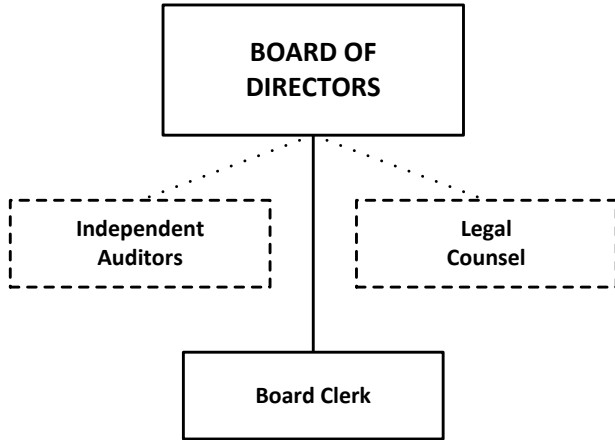 BOARD OF
DIRECTORS
Independent
Auditors
Legal
Counsel
Board Clerk